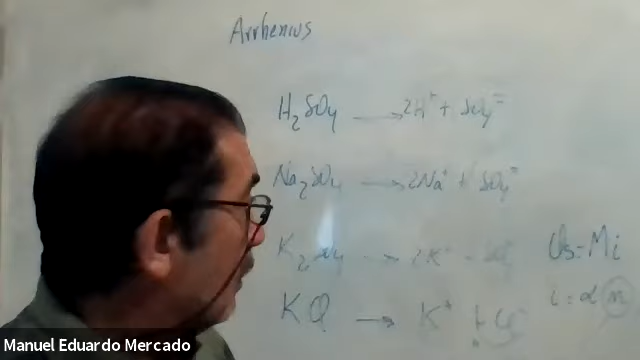 Arrhenius
H₂SO₄ → 2H⁺ + SO₄⁼
Na₂SO₄ → 2Na⁺ + SO₄⁼
K₂SO₄ → 2K⁺ + SO₄⁼
Os = Mi
KCl → K⁺ + Cl⁻
i = α m
Manuel Eduardo Mercado